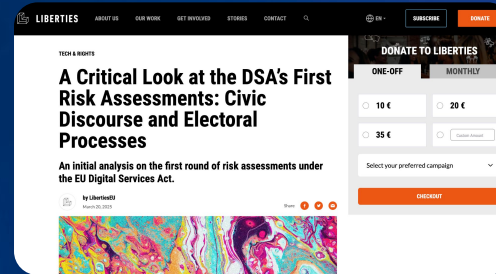 LIBERTIES
ABOUT US
OUR WORK
GET INVOLVED
STORIES
CONTACT
EN
SUBSCRIBE
DONATE
TECH & RIGHTS
A Critical Look at the DSA's First
Risk Assessments: Civic
Discourse and Electoral
Processes
An initial analysis on the first round of risk assessments under
the EU Digital Services Act.
by LibertiesEU
March 20, 2025
Share
DONATE TO LIBERTIES
ONE-OFF
MONTHLY
10 €
20 €
35 €
Custom Amount
Select your preferred campaign
CHECKOUT